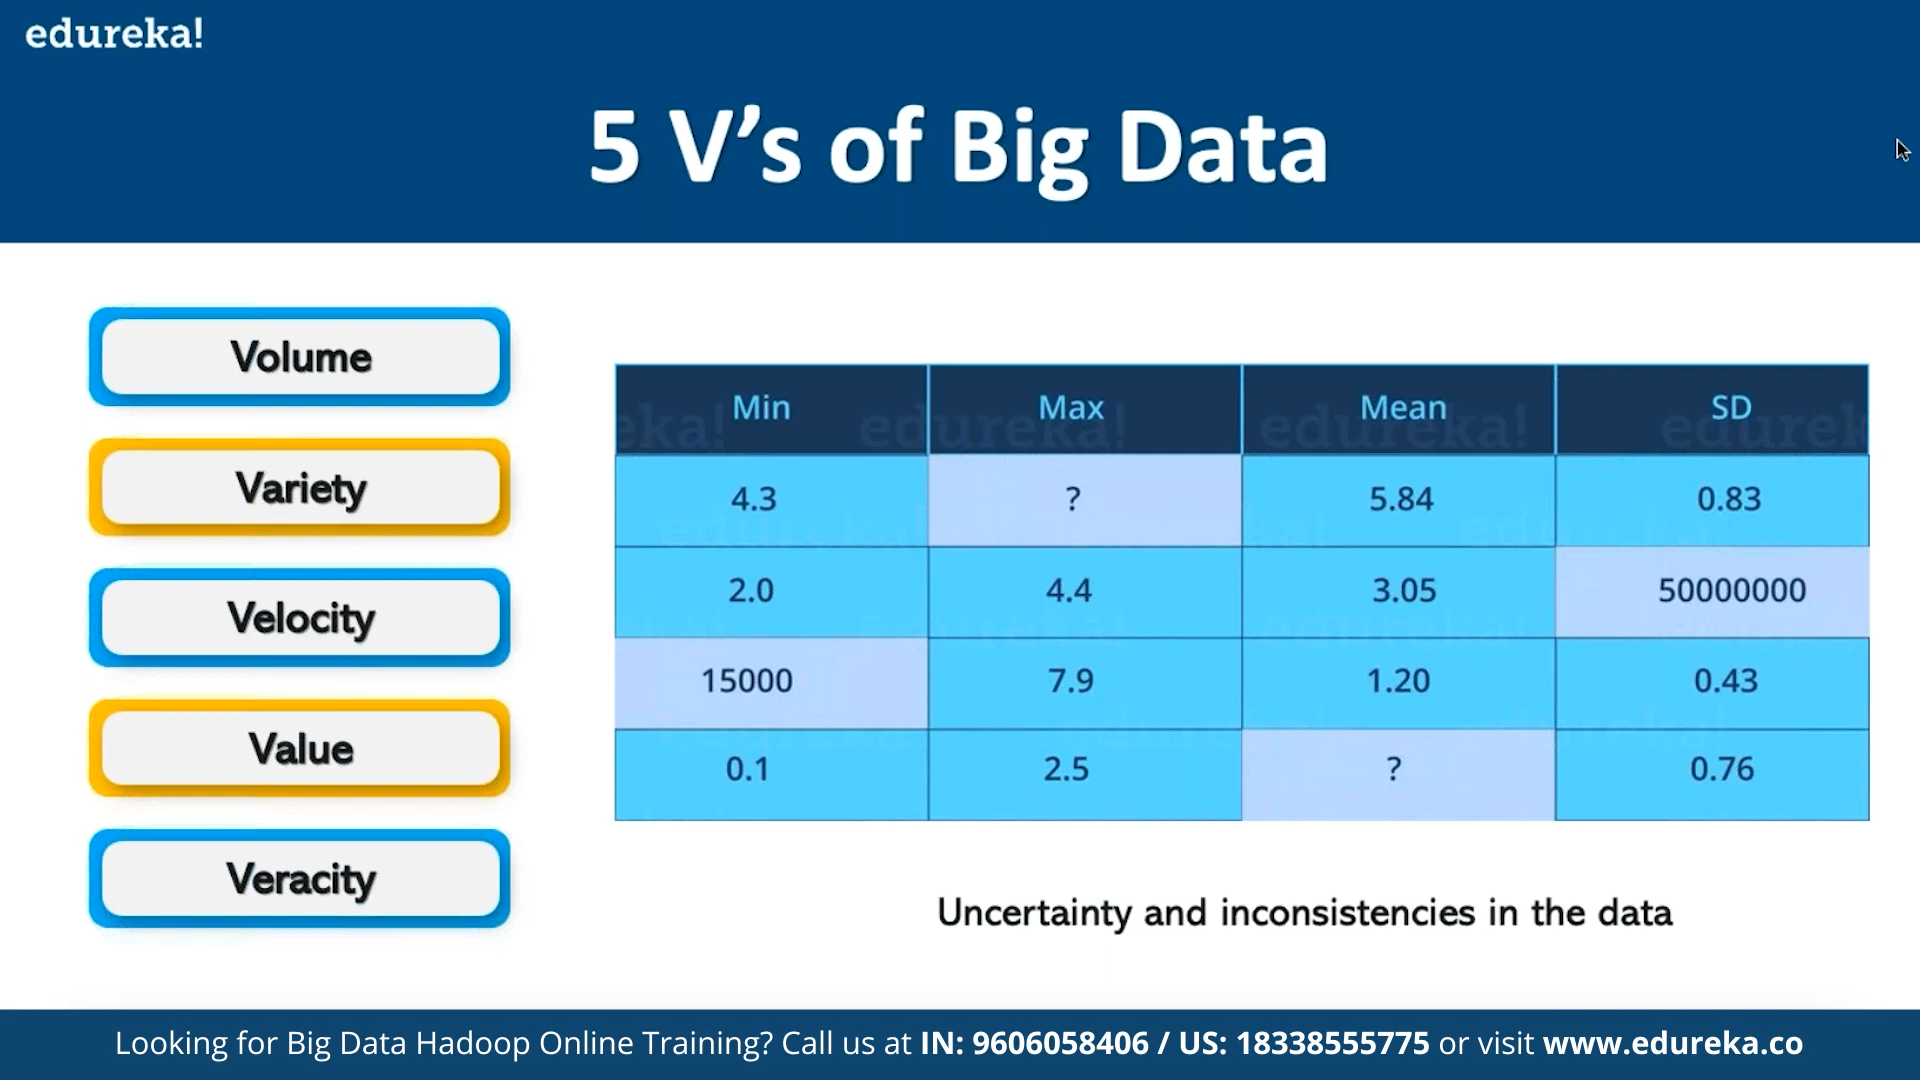 edureka!
5 V’s of Big Data
Volume
Variety
Velocity
Value
Veracity
Min Max Mean SD
4.3 ? 5.84 0.83
2.0 4.4 3.05 50000000
15000 7.9 1.20 0.43
0.1 2.5 ? 0.76
Uncertainty and inconsistencies in the data
Looking for Big Data Hadoop Online Training? Call us at IN: 9606058406 / US: 18338555775 or visit www.edureka.co